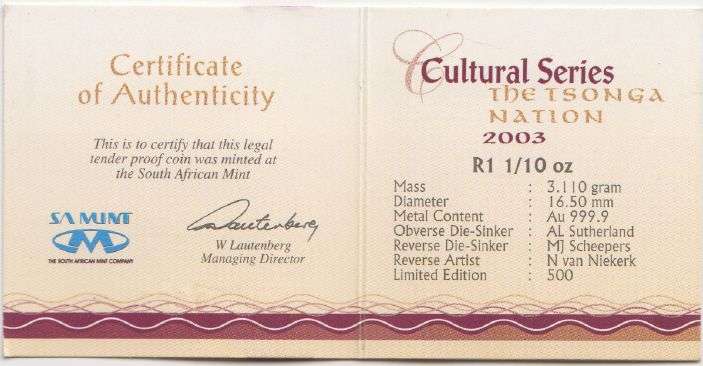 Certificate
of Authenticity
This is to certify that this legal
tender proof coin was minted at
the South African Mint
SA MINT
THE SOUTH AFRICAN MINT COMPANY
Lautenberg
W Lautenberg
Managing Director
Cultural Series
THE TSONGA
NATION
2003
R1 1/10 oz
Mass : 3.110 gram
Diameter : 16.50 mm
Metal Content : Au 999.9
Obverse Die-Sinker : AL Sutherland
Reverse Die-Sinker : MJ Scheepers
Reverse Artist : N van Niekerk
Limited Edition : 500